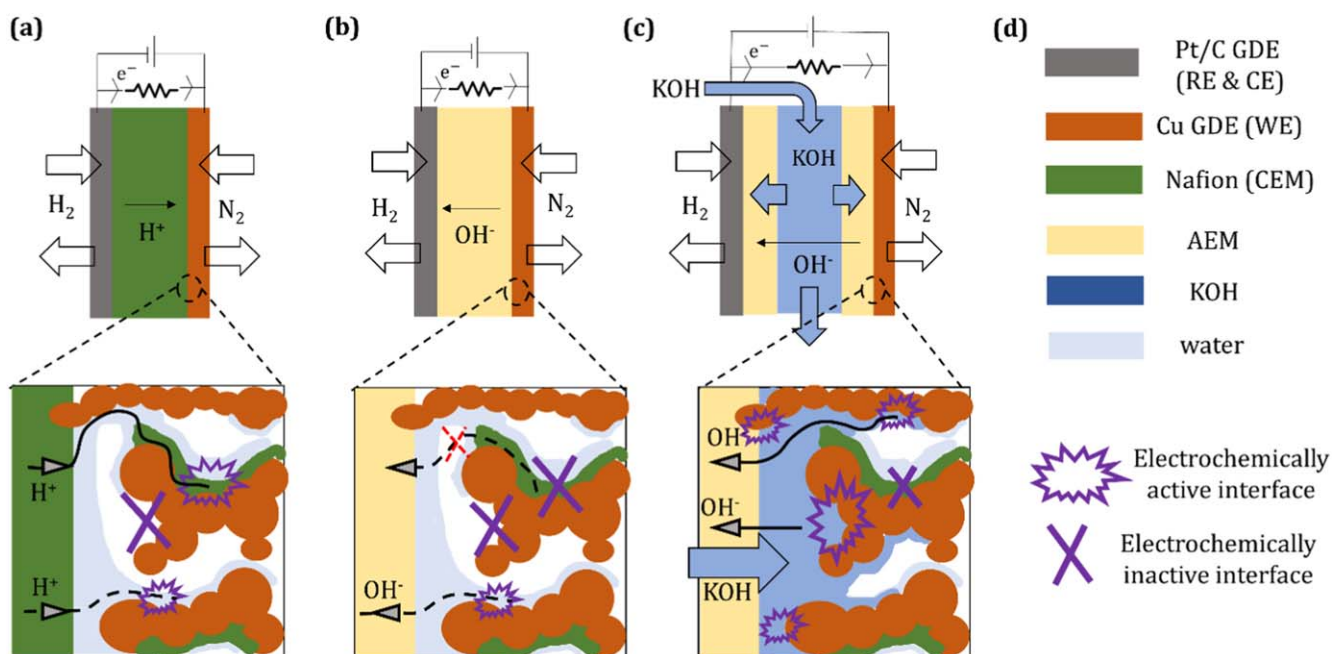 (a)
e⁻
H₂
H⁺
N₂
H⁺
H⁺
(b)
e⁻
H₂
OH⁻
N₂
OH⁻
(c)
e⁻
KOH
KOH
H₂
OH⁻
N₂
OH⁻
OH⁻
KOH
(d)
Pt/C GDE
(RE & CE)
Cu GDE (WE)
Nafion (CEM)
AEM
KOH
water
Electrochemically
active interface
Electrochemically
inactive interface